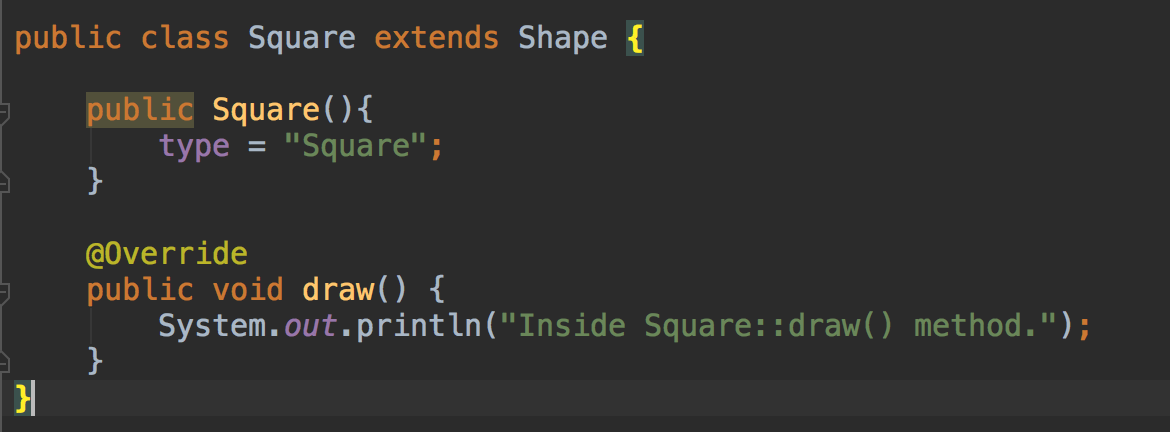 public class Square extends Shape {
public Square(){
type = "Square";
}
@Override
public void draw() {
System.out.println("Inside Square::draw() method.");
}
}